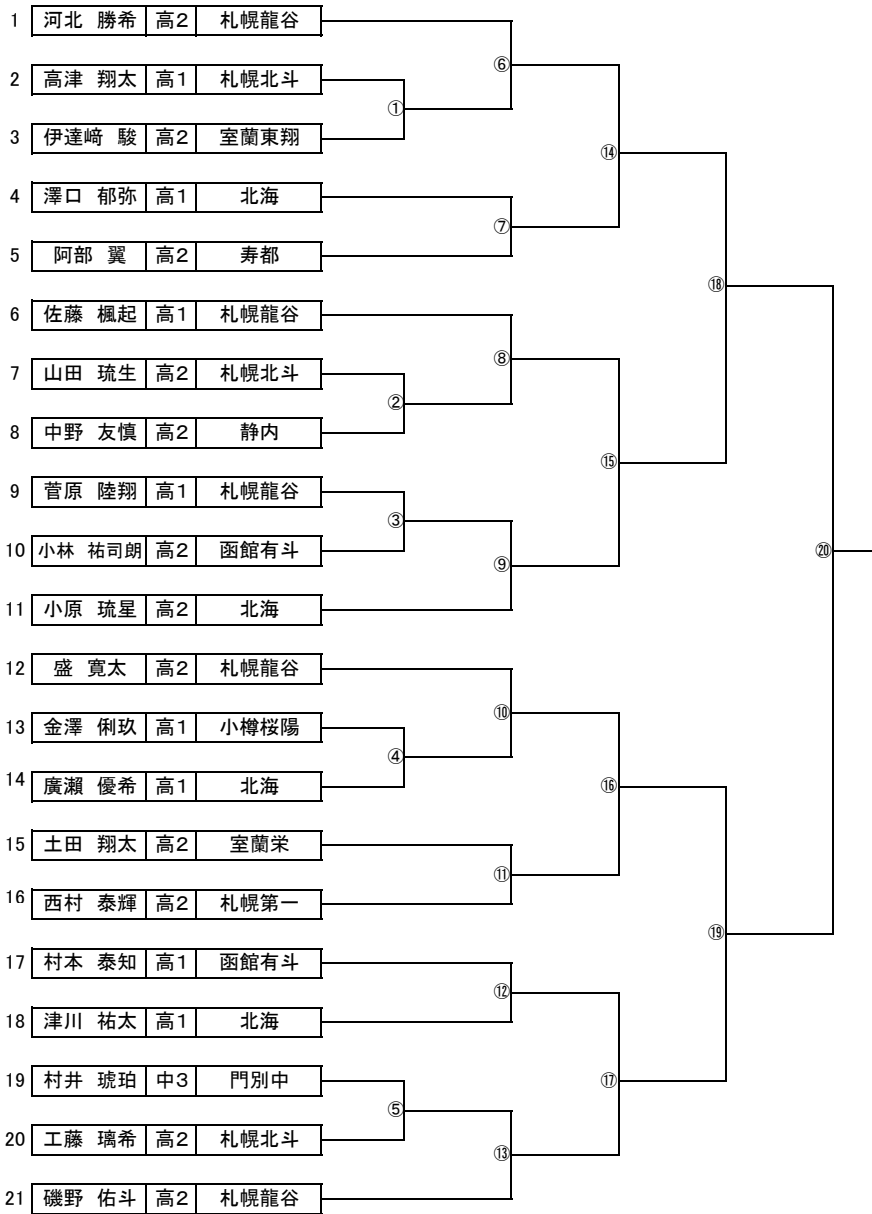 1 河北 勝希 高2 札幌龍谷
⑥
2 高津 翔太 高1 札幌北斗
①
3 伊達﨑 駿 高2 室蘭東翔
⑭
4 澤口 郁弥 高1 北海
⑦
5 阿部 翼 高2 寿都
⑱
6 佐藤 楓起 高1 札幌龍谷
⑧
7 山田 琉生 高2 札幌北斗
②
8 中野 友慎 高2 静内
⑮
9 菅原 陸翔 高1 札幌龍谷
③
10 小林 祐司朗 高2 函館有斗
⑳
⑨
11 小原 琉星 高2 北海
12 盛 寛太 高2 札幌龍谷
⑩
13 金澤 俐玖 高1 小樽桜陽
④
14 廣瀬 優希 高1 北海
⑯
15 土田 翔太 高2 室蘭栄
⑪
16 西村 泰輝 高2 札幌第一
⑲
17 村本 泰知 高1 函館有斗
⑫
18 津川 祐太 高1 北海
19 村井 琥珀 中3 門別中
⑰
⑤
20 工藤 璃希 高2 札幌北斗
⑬
21 磯野 佑斗 高2 札幌龍谷